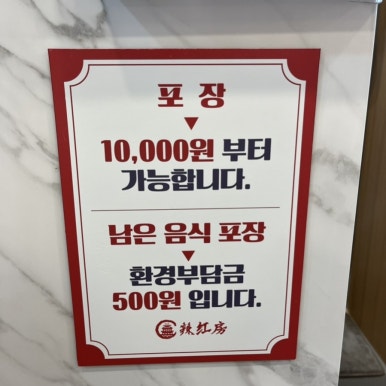 포장
10,000원 부터
가능합니다.
남은 음식 포장
환경부담금
500원 입니다.
辣红房